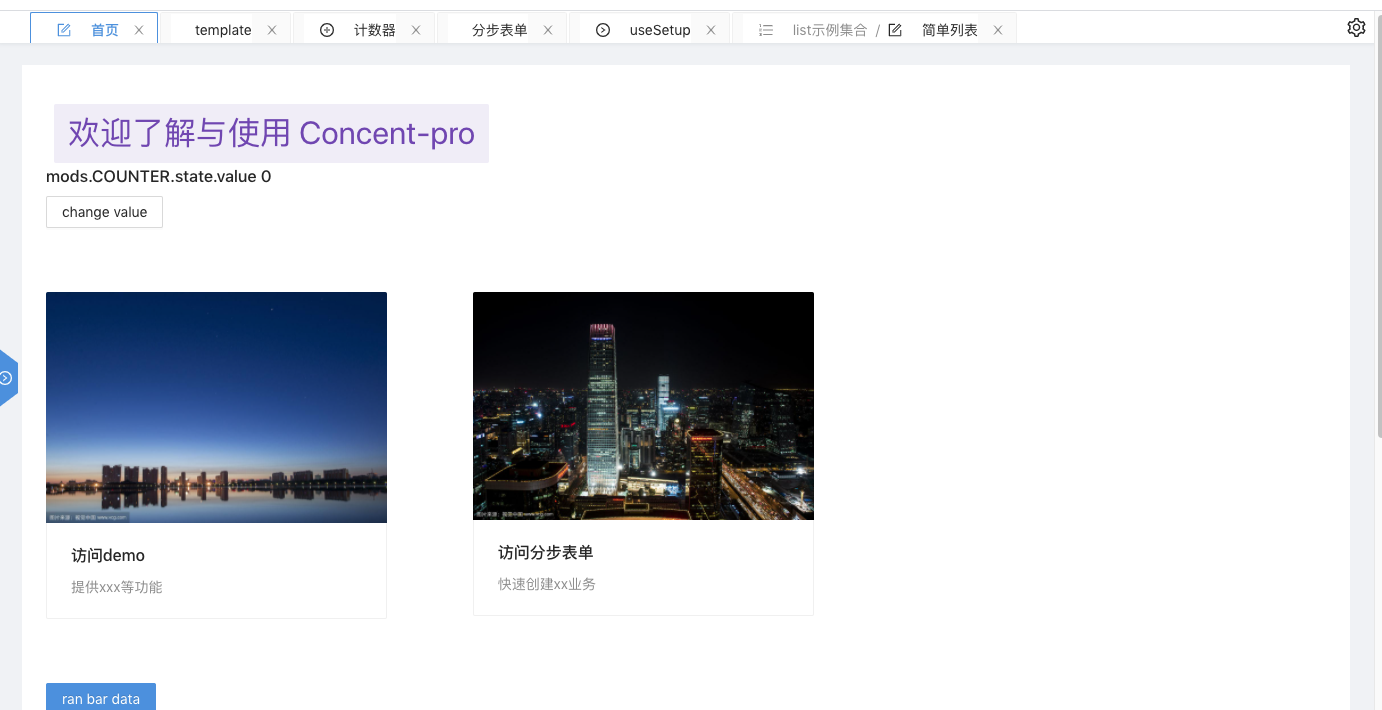 首页
template
计数器
分步表单
useSetup
list示例集合 / 简单列表
欢迎了解与使用 Concent-pro
mods.COUNTER.state.value 0
change value
访问demo
提供xxx等功能
访问分步表单
快速创建xx业务
ran bar data